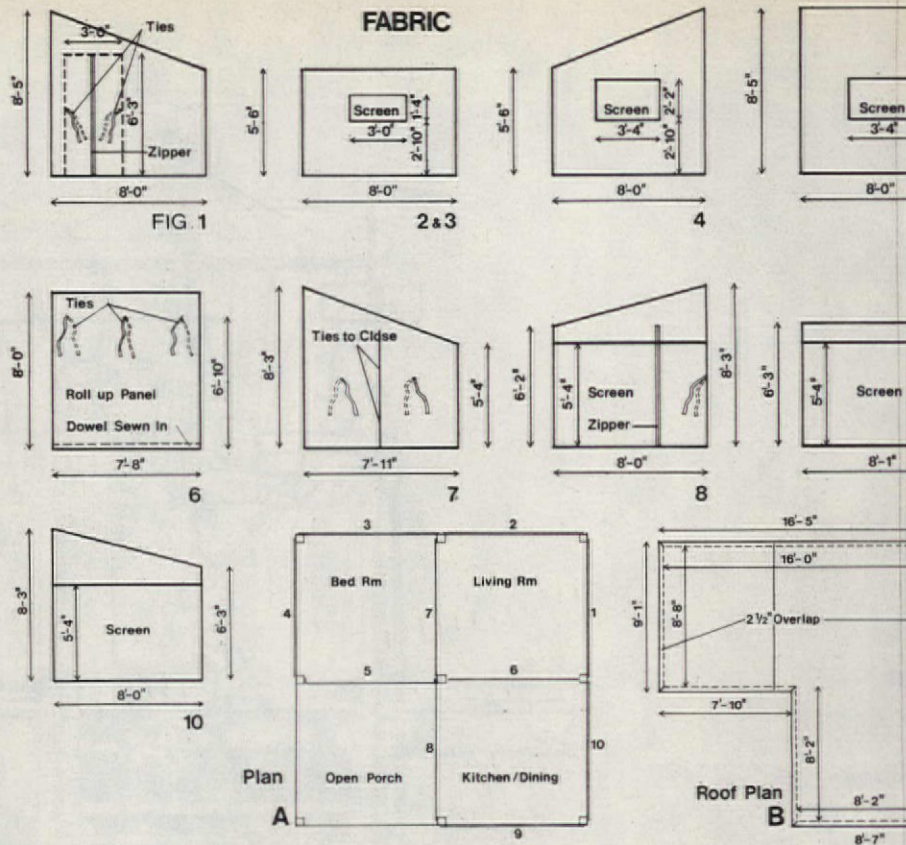 FABRIC
3'-0"
Ties
8'-5"
6'-3"
Zipper
8'-0"
FIG. 1
5'-6"
Screen
1'-4"
3'-0"
2'-10"
8'-0"
2 & 3
5'-6"
Screen
2'-2"
3'-4"
2'-10"
8'-0"
4
8'-5"
Screen
3'-4"
8'-0"
Ties
8'-0"
6'-10"
Roll up Panel
Dowel Sewn In
7'-8"
6
8'-3"
Ties to Close
5'-4"
7'-11"
7
6'-2"
5'-4"
Screen
Zipper
8'-3"
8'-0"
8
6'-3"
5'-4"
Screen
8'-1"
8'-3"
5'-4"
Screen
6'-3"
8'-0"
10
3
2
Bed Rm
Living Rm
4
7
1
5
6
8
10
Plan
A
Open Porch
Kitchen/Dining
9
16'-5"
16'-0"
9'-1"
8'-8"
2 1/2" Overlap
7'-10"
8'-2"
Roof Plan
B
8'-2"
8'-7"